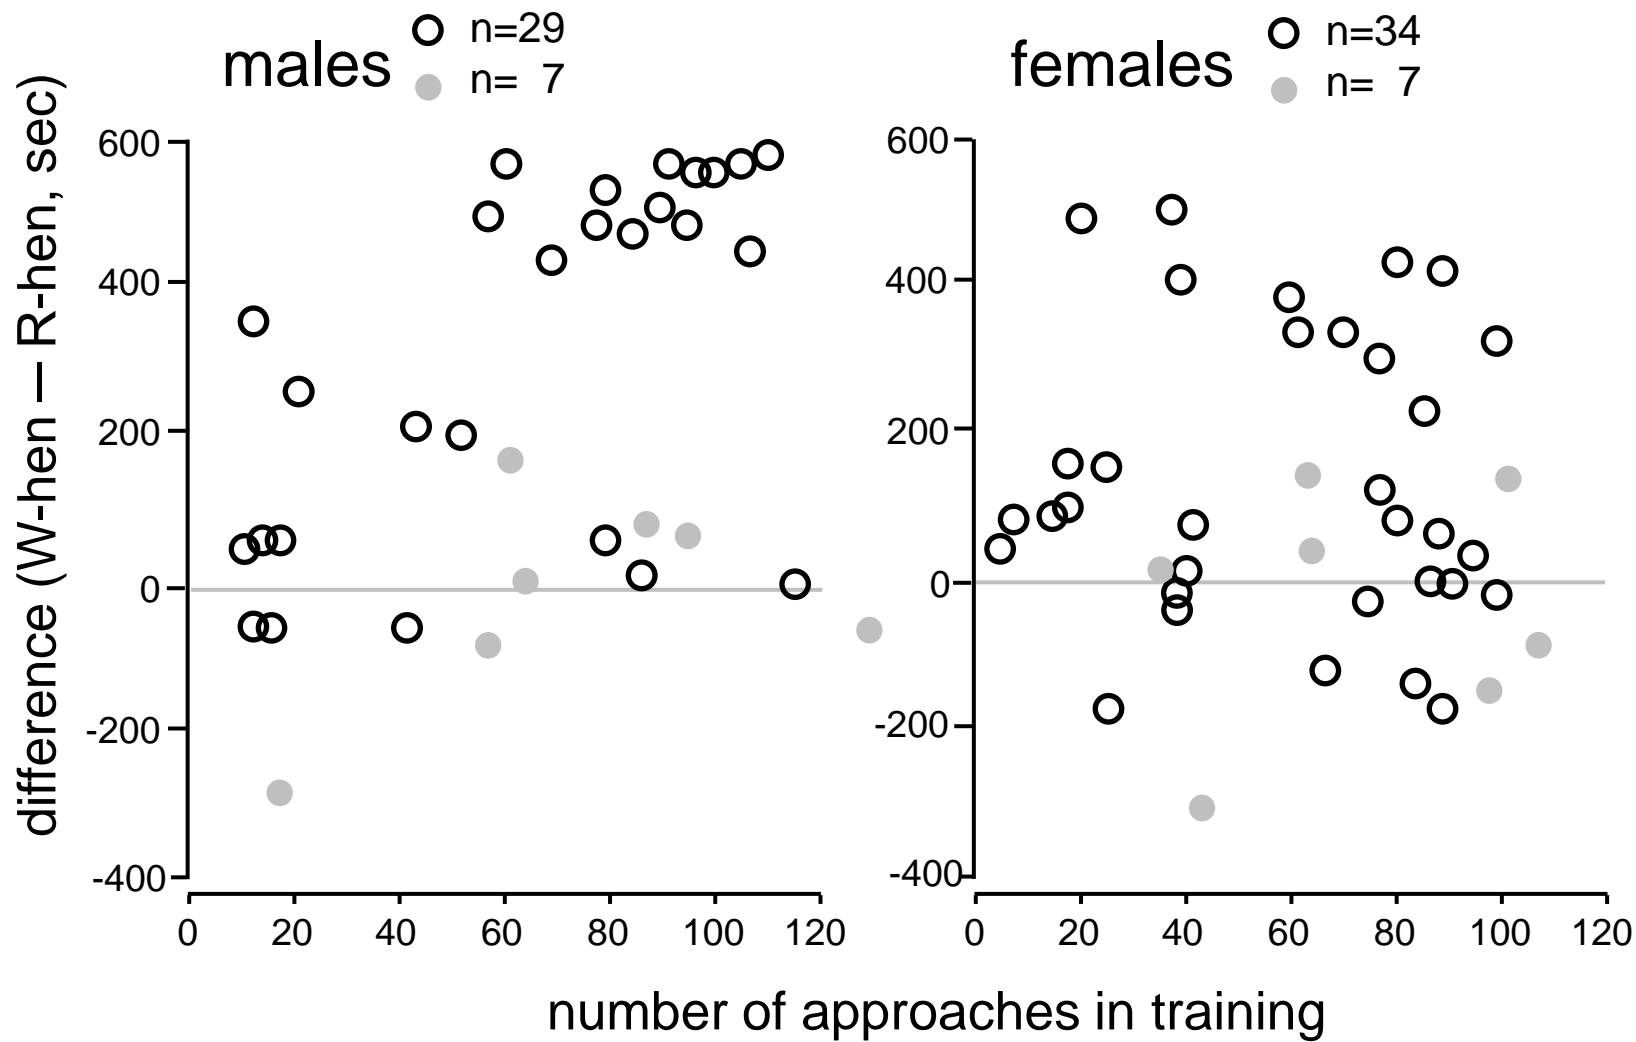 males
n=29
n= 7
females
n=34
n= 7
difference (W-hen — R-hen, sec)
600
400
200
0
-200
-400
0 20 40 60 80 100 120
600
400
200
0
-200
-400
0 20 40 60 80 100 120
number of approaches in training